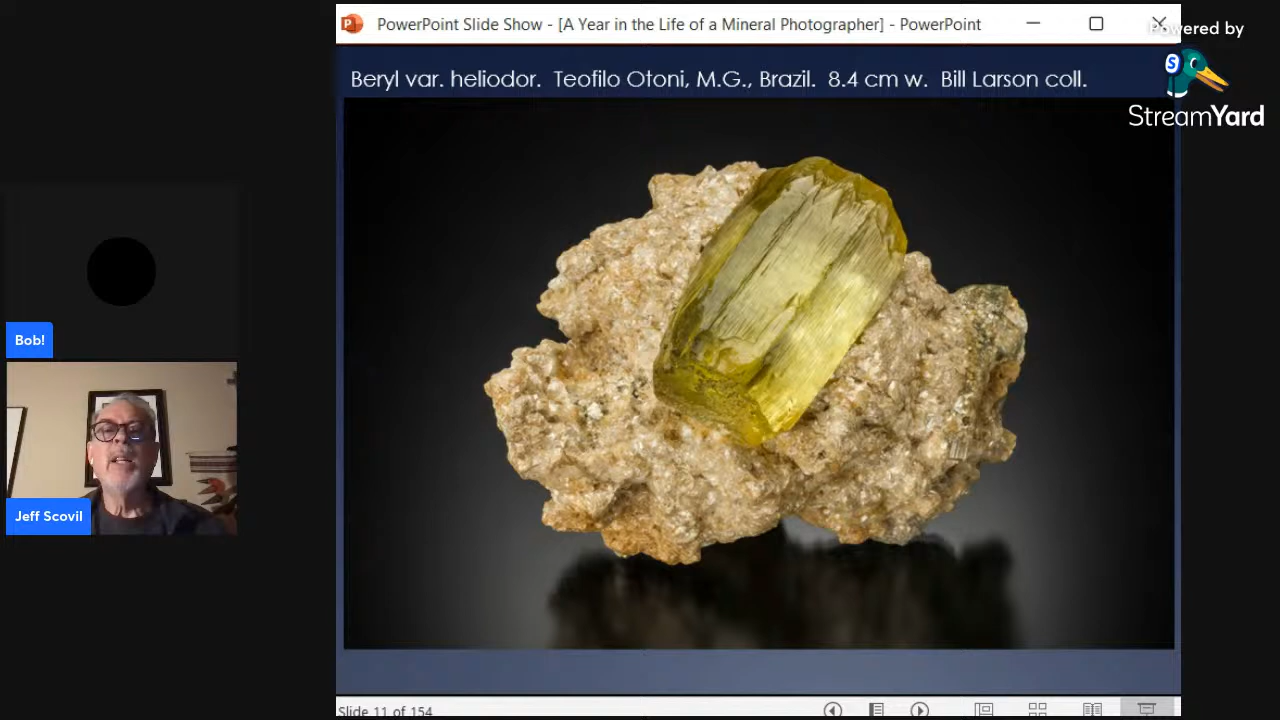 PowerPoint Slide Show - [A Year in the Life of a Mineral Photographer] - PowerPoint
Powered by
StreamYard
Beryl var. heliodor. Teofilo Otoni, M.G., Brazil. 8.4 cm w. Bill Larson coll.
Bob!
Jeff Scovil
Slide 11 of 154